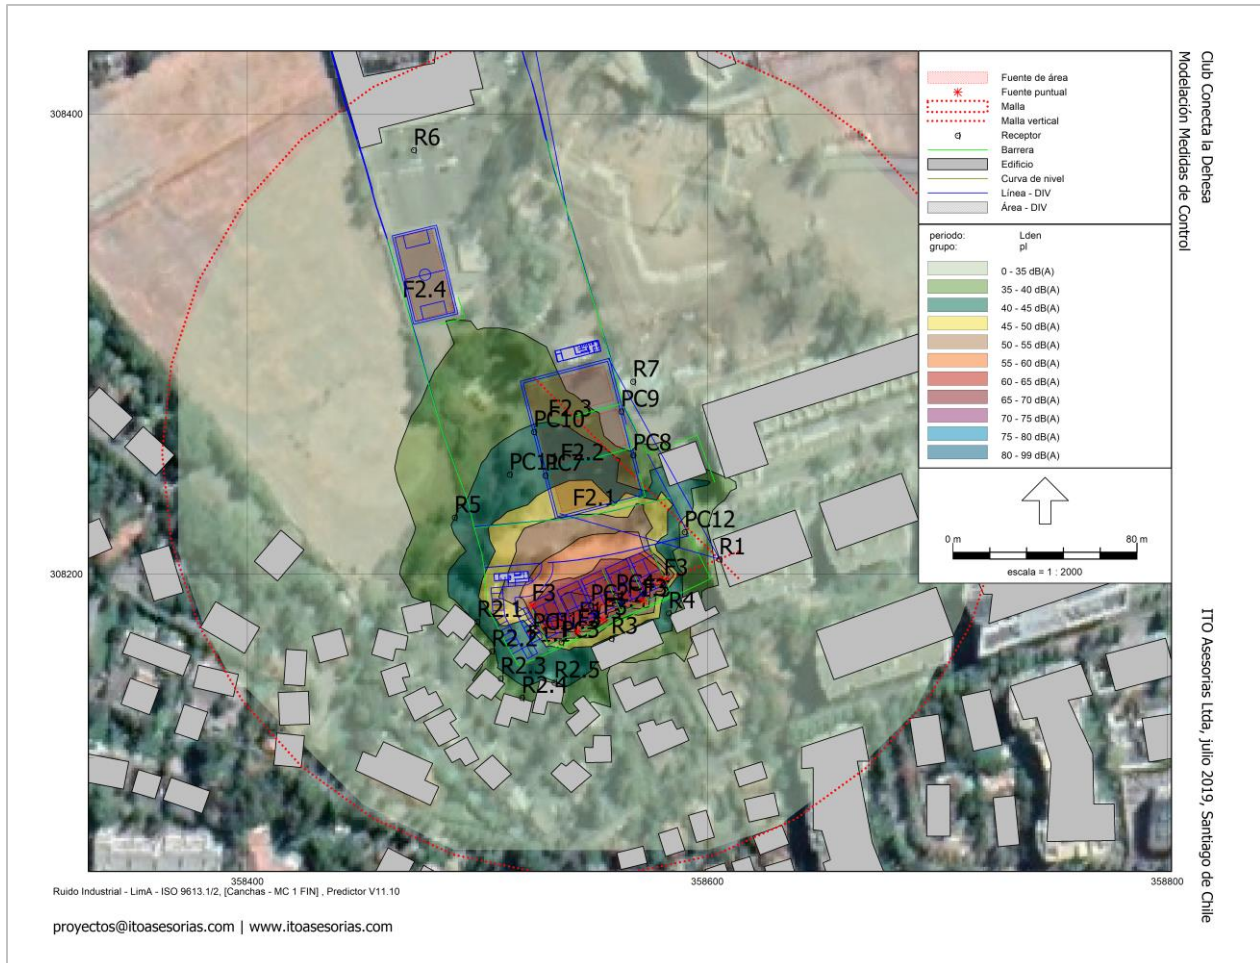 Club Conecta la Dehesa
Modelación Medidas de Control
Fuente de área
Fuente puntual
Malla
Malla vertical
Receptor
Barrera
Edificio
Curva de nivel
Línea - DIV
Área - DIV
periodo: Lden
grupo: pl
0 - 35 dB(A)
35 - 40 dB(A)
40 - 45 dB(A)
45 - 50 dB(A)
50 - 55 dB(A)
55 - 60 dB(A)
60 - 65 dB(A)
65 - 70 dB(A)
70 - 75 dB(A)
75 - 80 dB(A)
80 - 99 dB(A)
0 m 80 m
escala = 1 : 2000
308400
R6
F2.4
R7
F2.3
PC9
PC10
F2.2
PC8
PC11
PC7
F2.1
R5
PC12
R1
308200
F3
PC4
F3
R2.1
R4
R2.2
R3
R2.3
R2.5
R2.4
358400
358600
358800
ITO Asesorias Ltda, julio 2019, Santiago de Chile
Ruido Industrial - LimA - ISO 9613.1/2, [Canchas - MC 1 FIN] , Predictor V11.10
proyectos@itoasesorias.com | www.itoasesorias.com